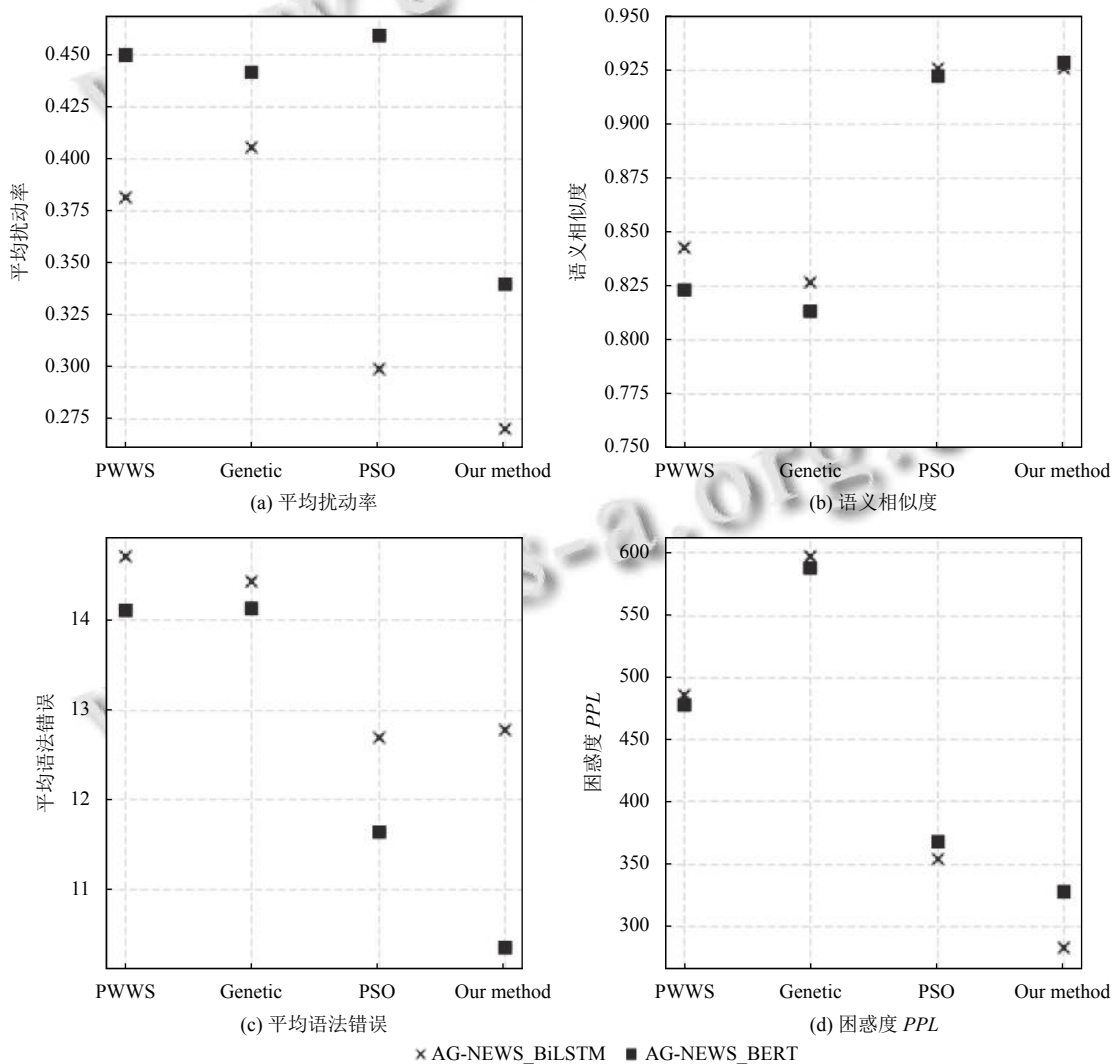 平均扰动率
0.450
0.425
0.400
0.375
0.350
0.325
0.300
0.275
PWWS Genetic PSO Our method
(a) 平均扰动率
语义相似度
0.950
0.925
0.900
0.875
0.850
0.825
0.800
0.775
0.750
PWWS Genetic PSO Our method
(b) 语义相似度
平均语法错误
14
13
12
11
PWWS Genetic PSO Our method
(c) 平均语法错误
困惑度 PPL
600
550
500
450
400
350
300
PWWS Genetic PSO Our method
(d) 困惑度 PPL
AG-NEWS_BiLSTM AG-NEWS_BERT